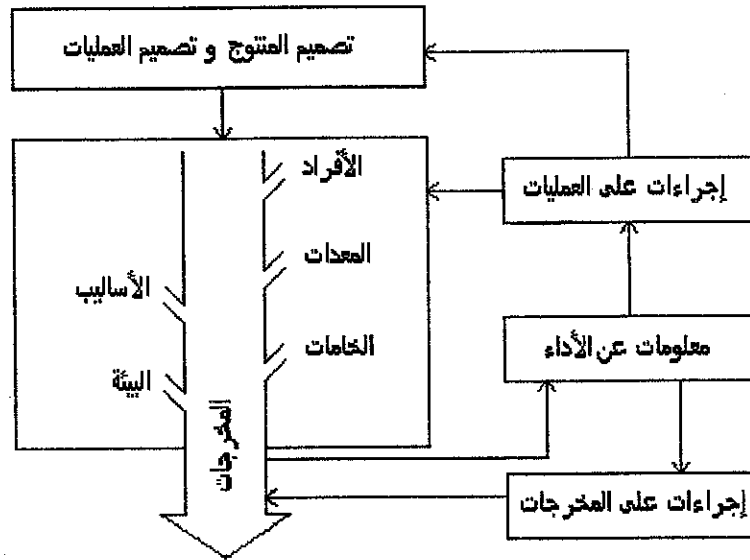 تصميم المنتوج و تصميم العمليات
الأفراد
إجراءات على العمليات
المعدات
الأساليب
الخامات
معلومات عن الأداء
البيئة
المخرجات
إجراءات على المخرجات